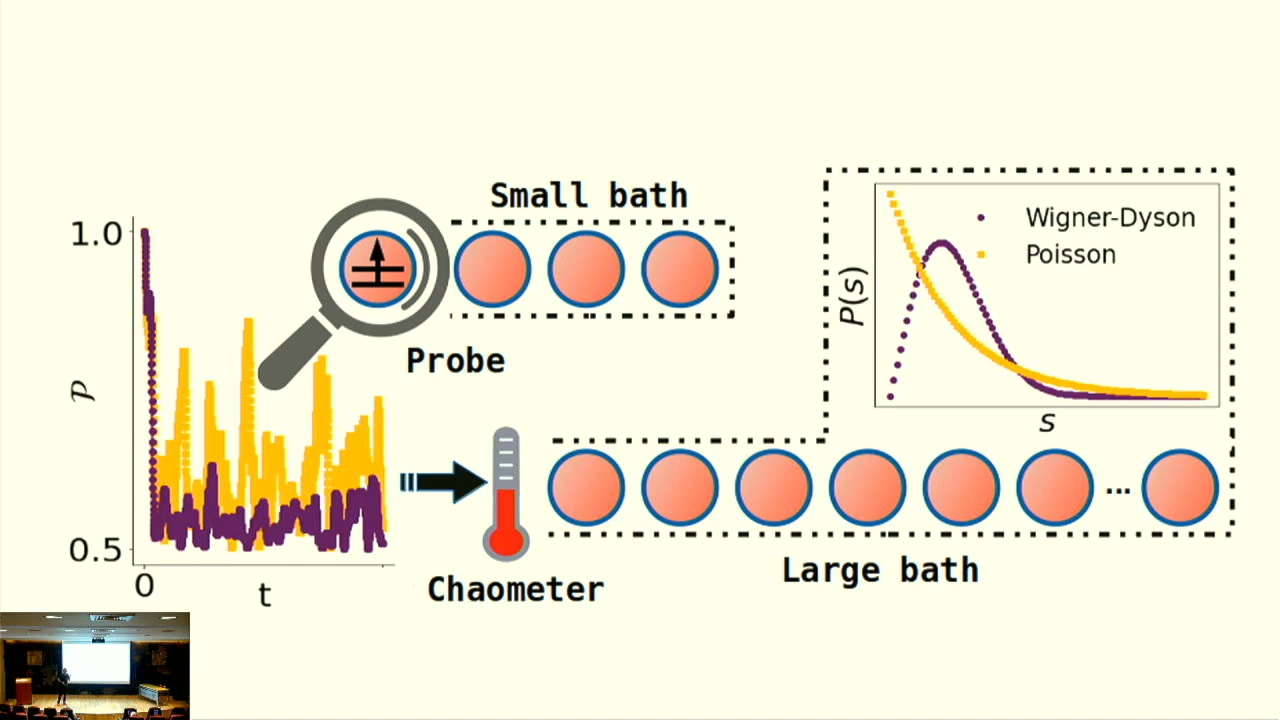 Small bath
1.0
Wigner-Dyson
Poisson
P(s)
Probe
𝒫
s
...
0.5
Large bath
0
t
Chaometer